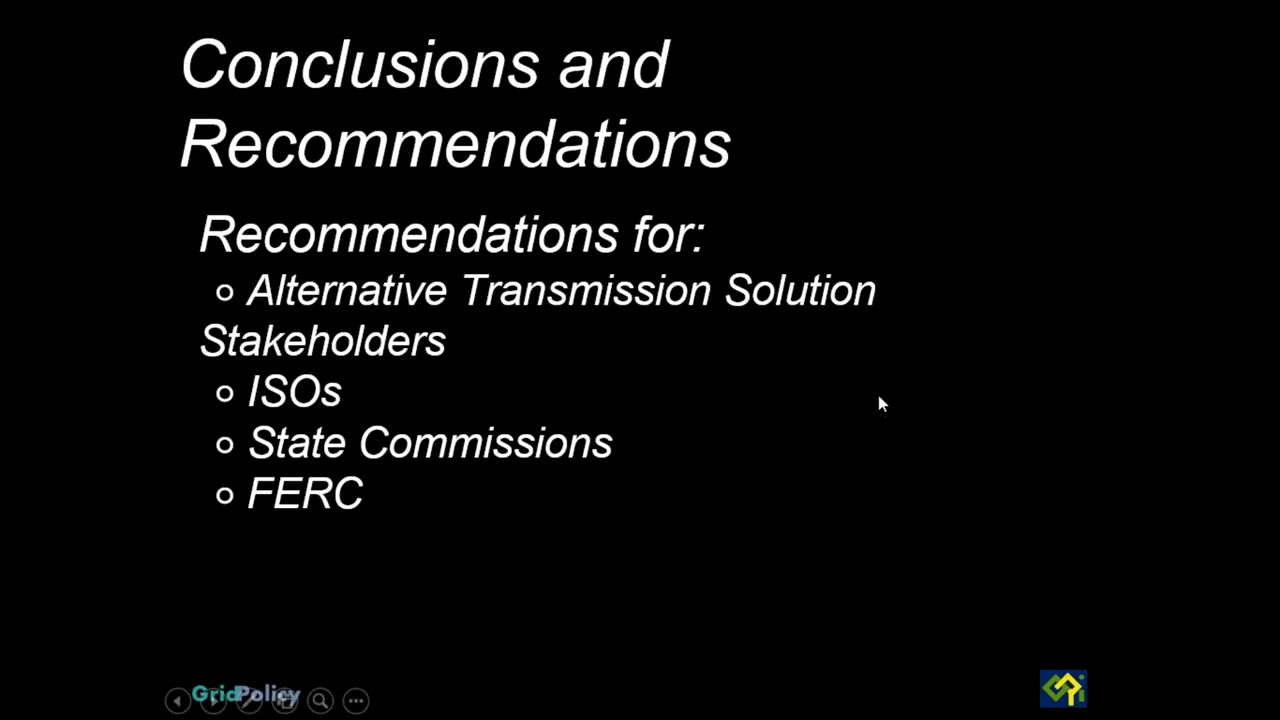 Conclusions and
Recommendations
Recommendations for:
○ Alternative Transmission Solution
Stakeholders
○ ISOs
○ State Commissions
○ FERC
GridPolicy